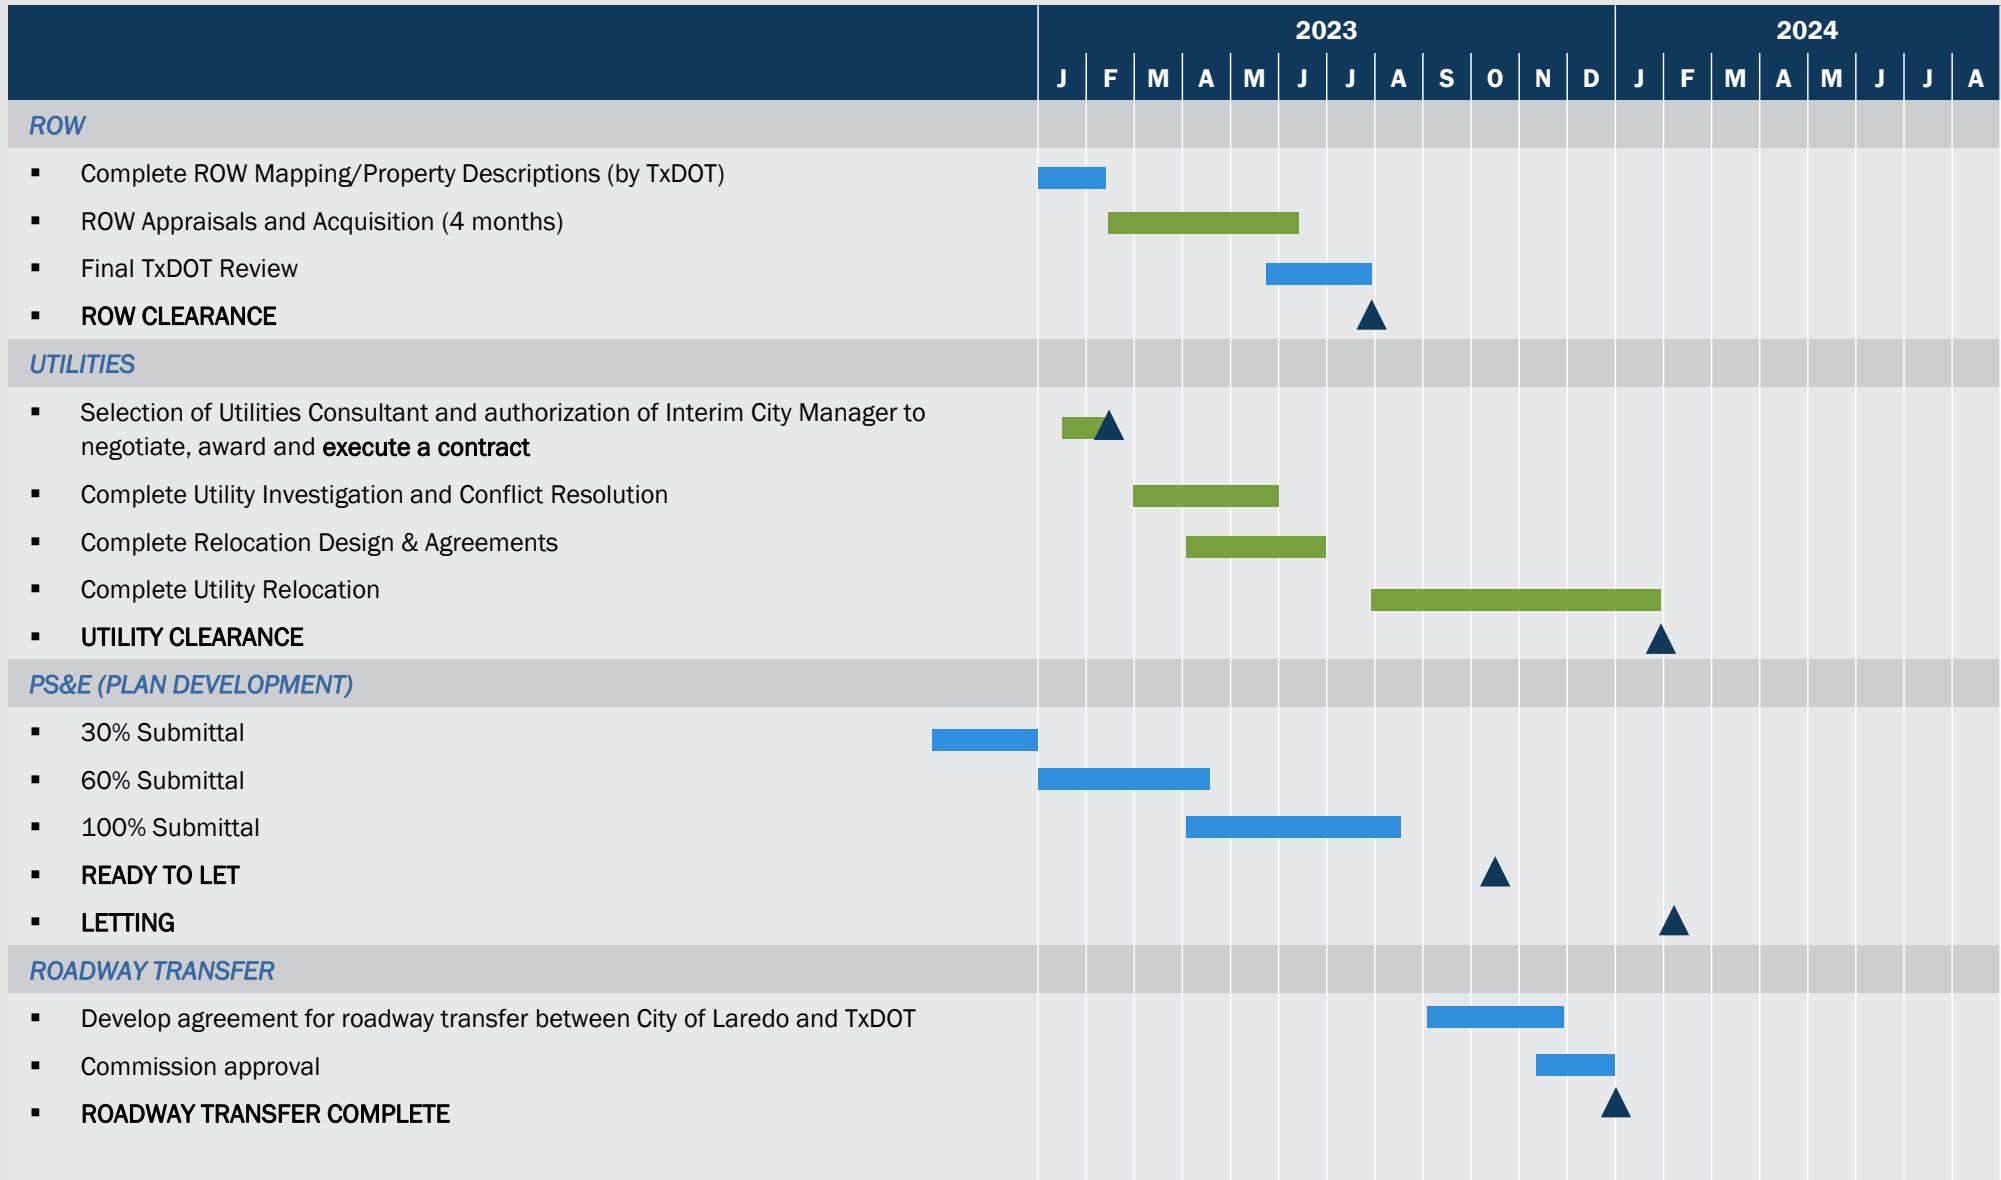 2023 2024
J F M A M J J A S O N D J F M A M J J A
ROW
▪ Complete ROW Mapping/Property Descriptions (by TxDOT)
▪ ROW Appraisals and Acquisition (4 months)
▪ Final TxDOT Review
▪ ROW CLEARANCE
UTILITIES
▪ Selection of Utilities Consultant and authorization of Interim City Manager to
negotiate, award and execute a contract
▪ Complete Utility Investigation and Conflict Resolution
▪ Complete Relocation Design & Agreements
▪ Complete Utility Relocation
▪ UTILITY CLEARANCE
PS&E (PLAN DEVELOPMENT)
▪ 30% Submittal
▪ 60% Submittal
▪ 100% Submittal
▪ READY TO LET
▪ LETTING
ROADWAY TRANSFER
▪ Develop agreement for roadway transfer between City of Laredo and TxDOT
▪ Commission approval
▪ ROADWAY TRANSFER COMPLETE